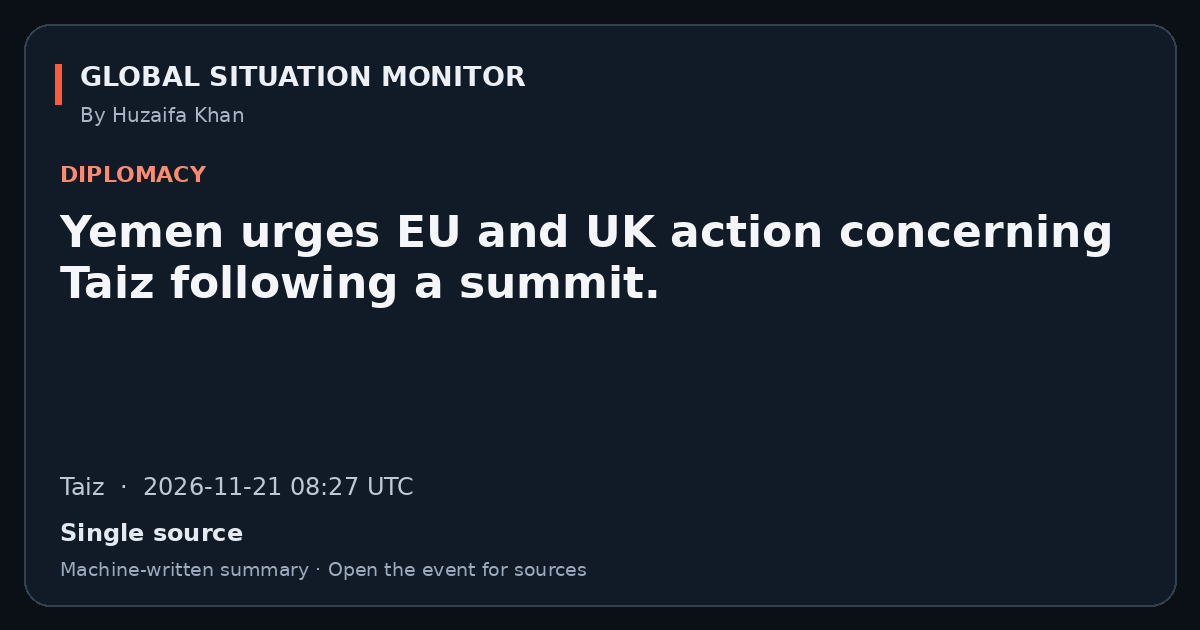 GLOBAL SITUATION MONITOR
By Huzaifa Khan
DIPLOMACY
Yemen urges EU and UK action concerning
Taiz following a summit.
Taiz · 2026-11-21 08:27 UTC
Single source
Machine-written summary · Open the event for sources